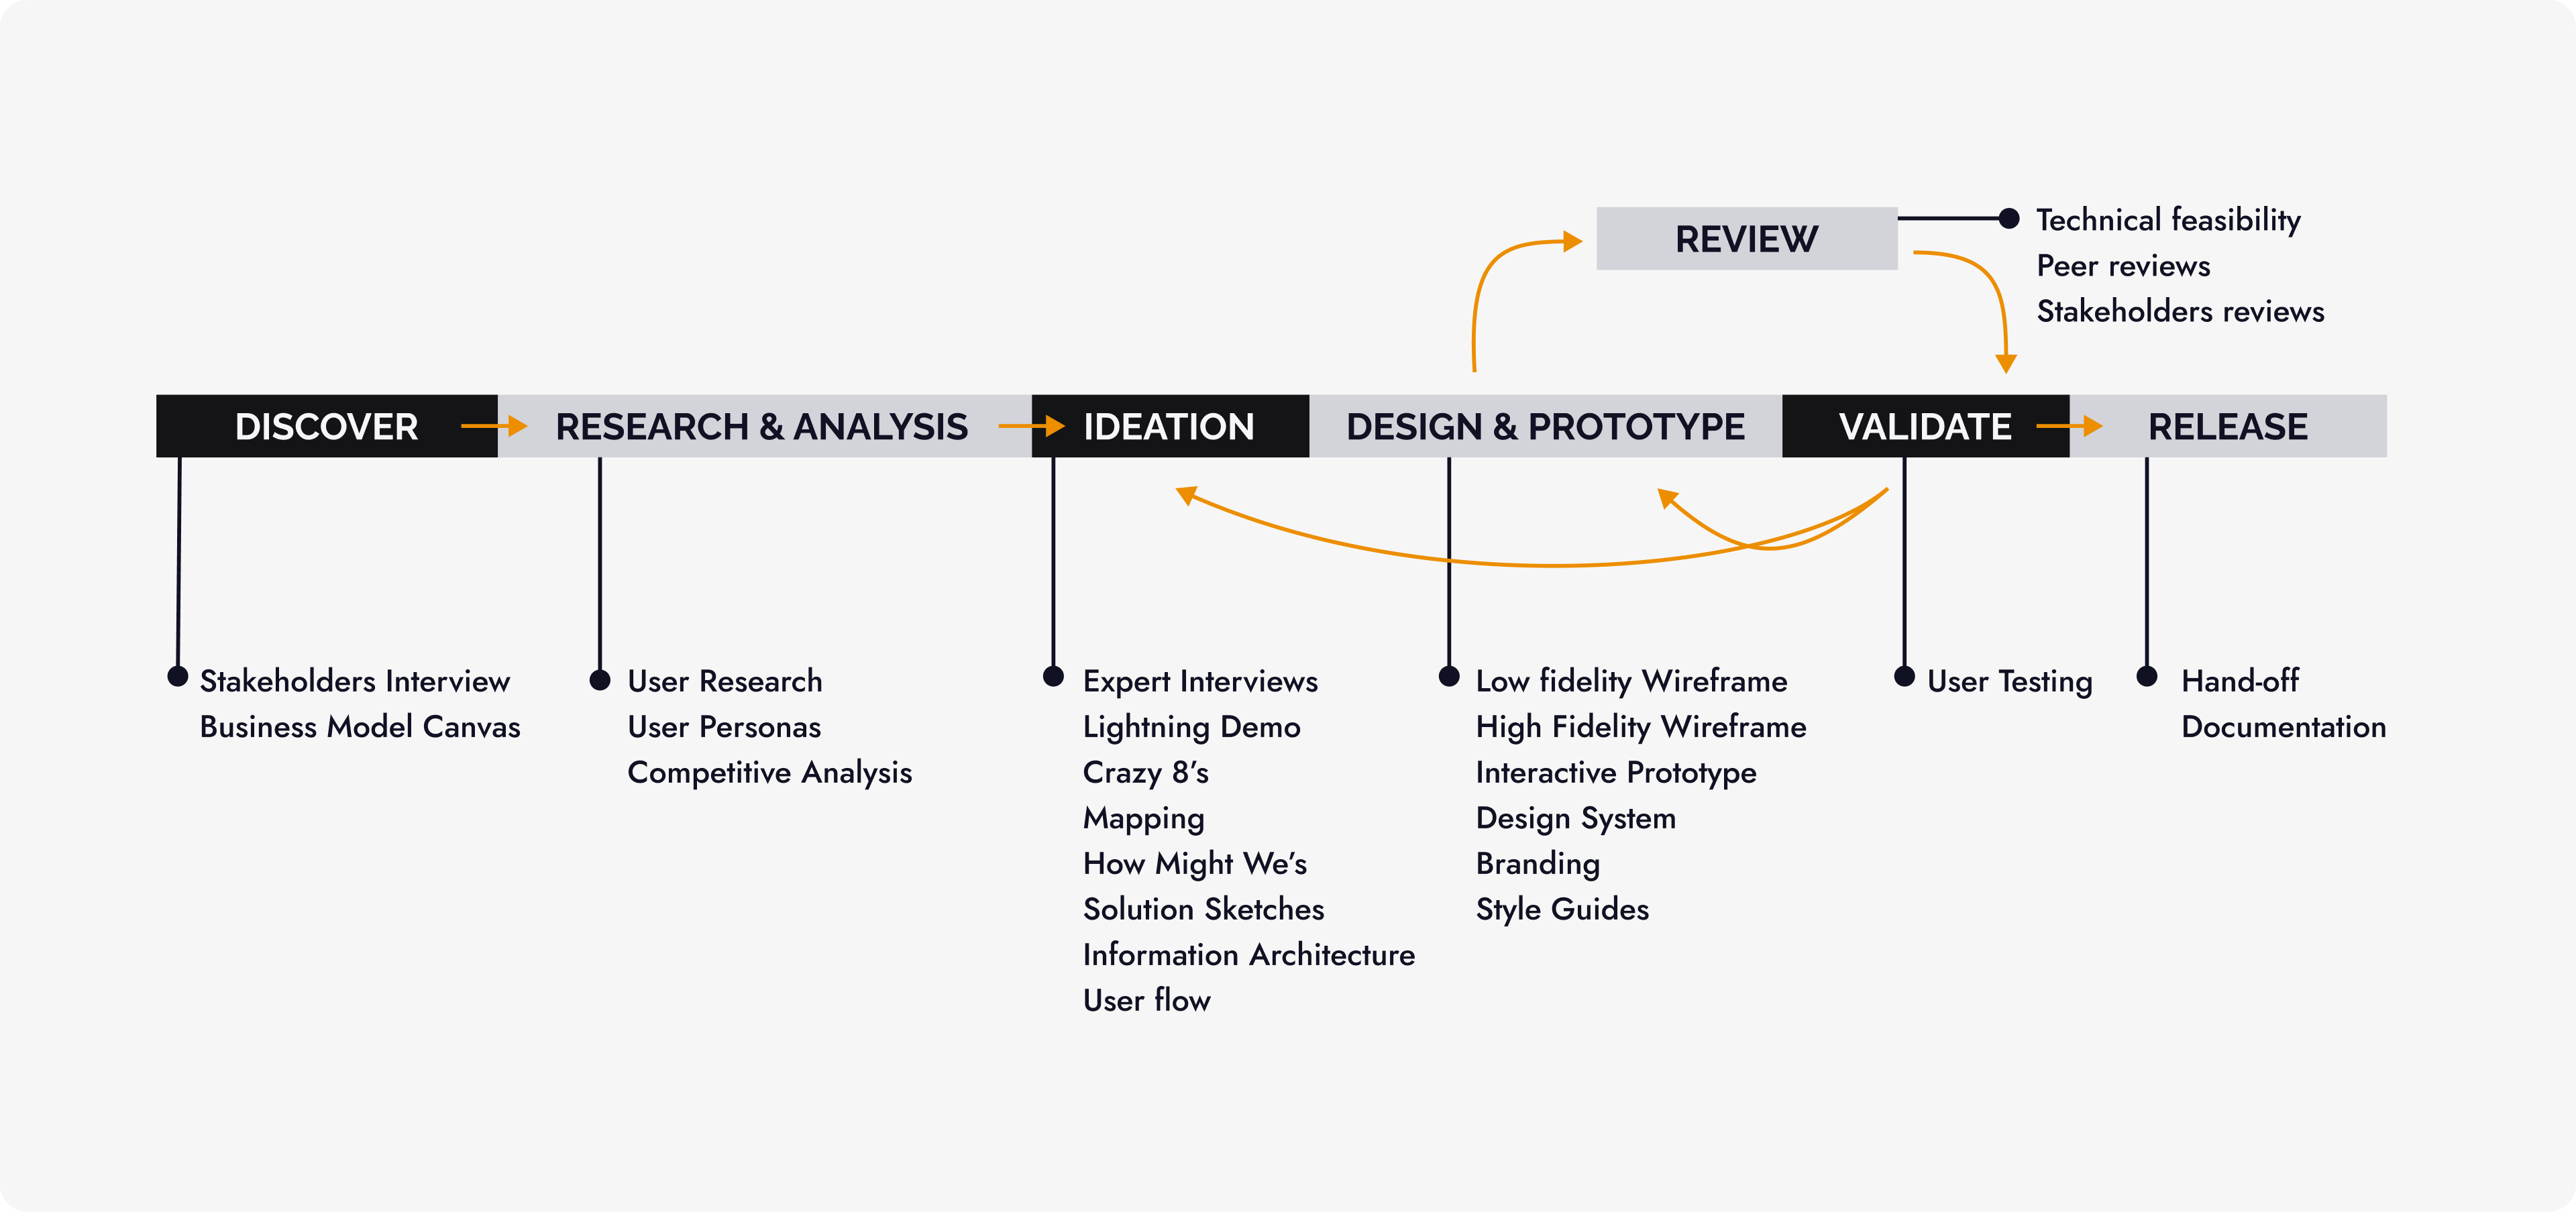 REVIEW
Technical feasibility
Peer reviews
Stakeholders reviews
DISCOVER
RESEARCH & ANALYSIS
IDEATION
DESIGN & PROTOTYPE
VALIDATE
RELEASE
Stakeholders Interview
Business Model Canvas
User Research
User Personas
Competitive Analysis
Expert Interviews
Lightning Demo
Crazy 8’s
Mapping
How Might We’s
Solution Sketches
Information Architecture
User flow
Low fidelity Wireframe
High Fidelity Wireframe
Interactive Prototype
Design System
Branding
Style Guides
User Testing
Hand-off
Documentation